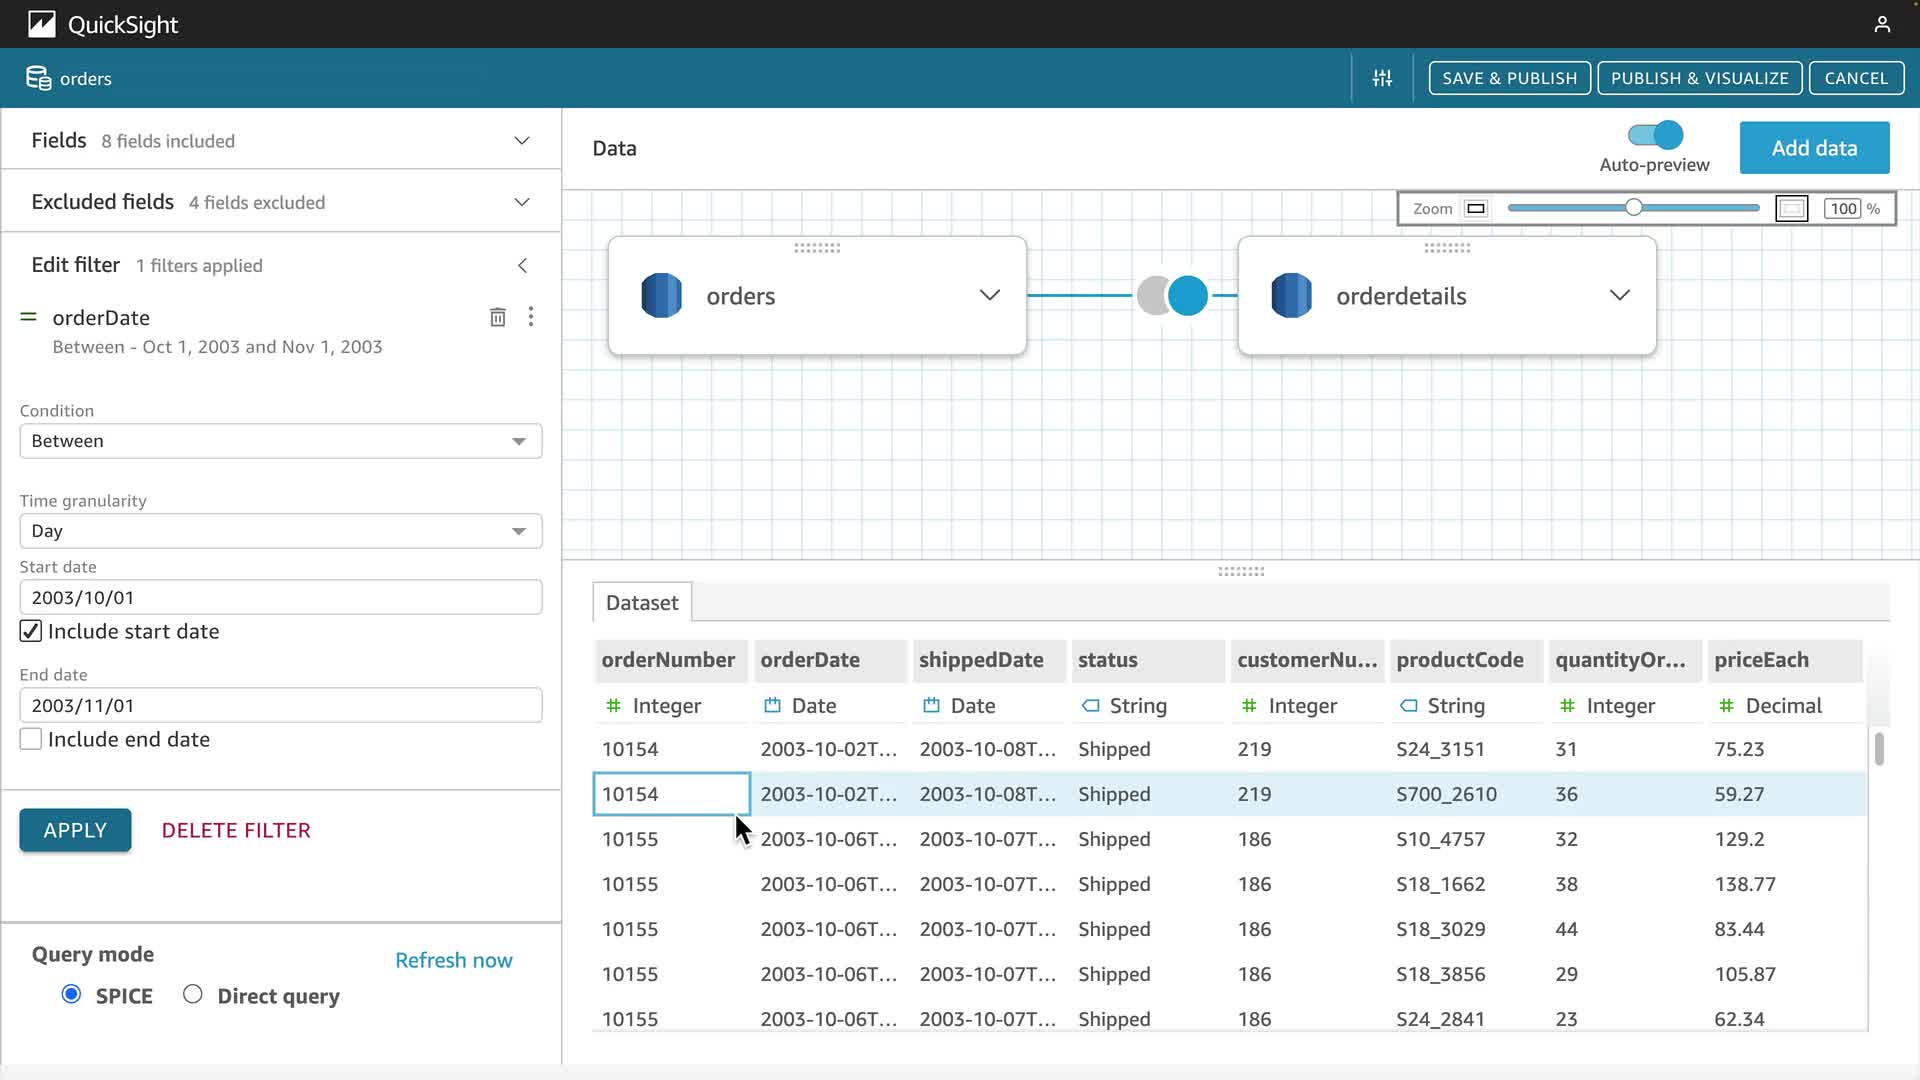 QuickSight
orders
SAVE & PUBLISH
PUBLISH & VISUALIZE
CANCEL
Fields 8 fields included
Excluded fields 4 fields excluded
Edit filter 1 filters applied
orderDate
Between - Oct 1, 2003 and Nov 1, 2003
Condition
Between
Time granularity
Day
Start date
2003/10/01
Include start date
End date
2003/11/01
Include end date
APPLY
DELETE FILTER
Query mode
Refresh now
SPICE
Direct query
Data
Auto-preview
Add data
Zoom 100 %
orders
orderdetails
Dataset
orderNumber orderDate shippedDate status customerNu... productCode quantityOr... priceEach
Integer Date Date String Integer String Integer Decimal
10154 2003-10-02T... 2003-10-08T... Shipped 219 S24_3151 31 75.23
10154 2003-10-02T... 2003-10-08T... Shipped 219 S700_2610 36 59.27
10155 2003-10-06T... 2003-10-07T... Shipped 186 S10_4757 32 129.2
10155 2003-10-06T... 2003-10-07T... Shipped 186 S18_1662 38 138.77
10155 2003-10-06T... 2003-10-07T... Shipped 186 S18_3029 44 83.44
10155 2003-10-06T... 2003-10-07T... Shipped 186 S18_3856 29 105.87
10155 2003-10-06T... 2003-10-07T... Shipped 186 S24_2841 23 62.34